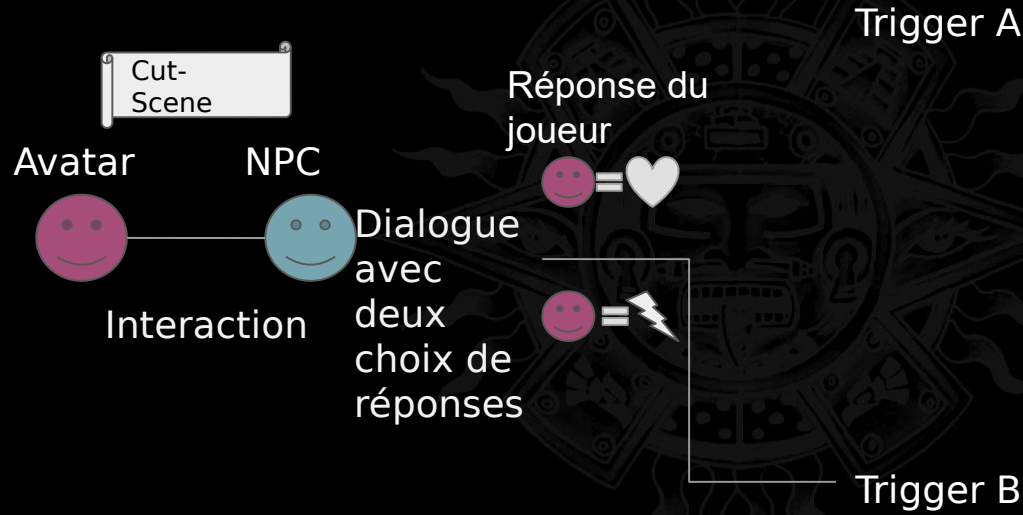 Trigger A
Cut-
Scene
Réponse du
joueur
Avatar
NPC
Dialogue
avec
deux
choix de
réponses
Interaction
Trigger B